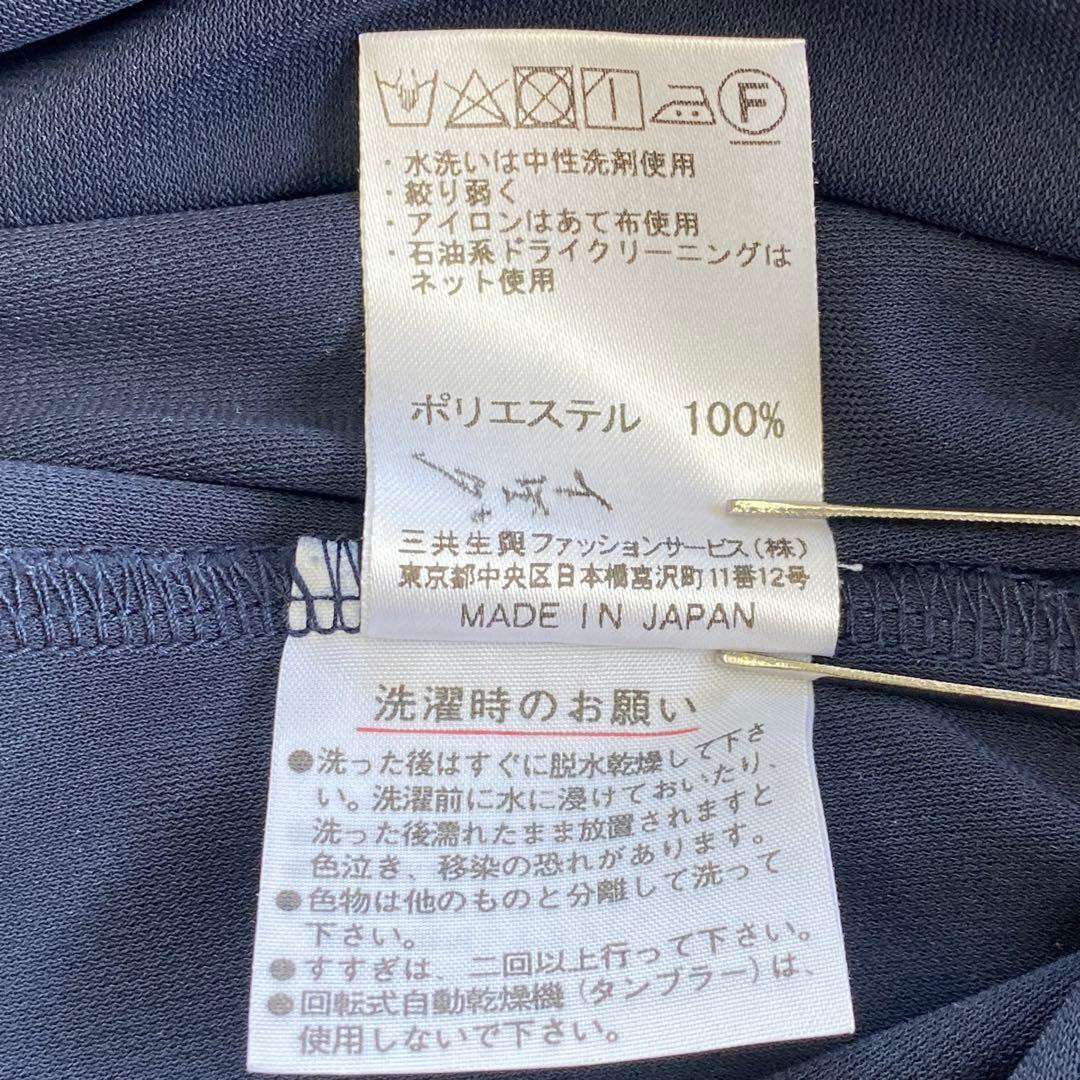 F
・水洗いは中性洗剤使用
・絞り弱く
・アイロンはあて布使用
・石油系ドライクリーニングは
ネット使用
ポリエステル 100%
三共生興ファッションサービス(株)
東京都中央区日本橋富沢町11番12号
MADE IN JAPAN
洗濯時のお願い
●洗った後はすぐに脱水乾燥して下さ
い。洗濯前に水に浸けておいたり、
洗った後濡れたまま放置されますと
色泣き、移染の恐れがあります。
●色物は他のものと分離して洗って
下さい。
●すすぎは、二回以上行って下さい。
●回転式自動乾燥機(タンブラー)は、
使用しないで下さい。